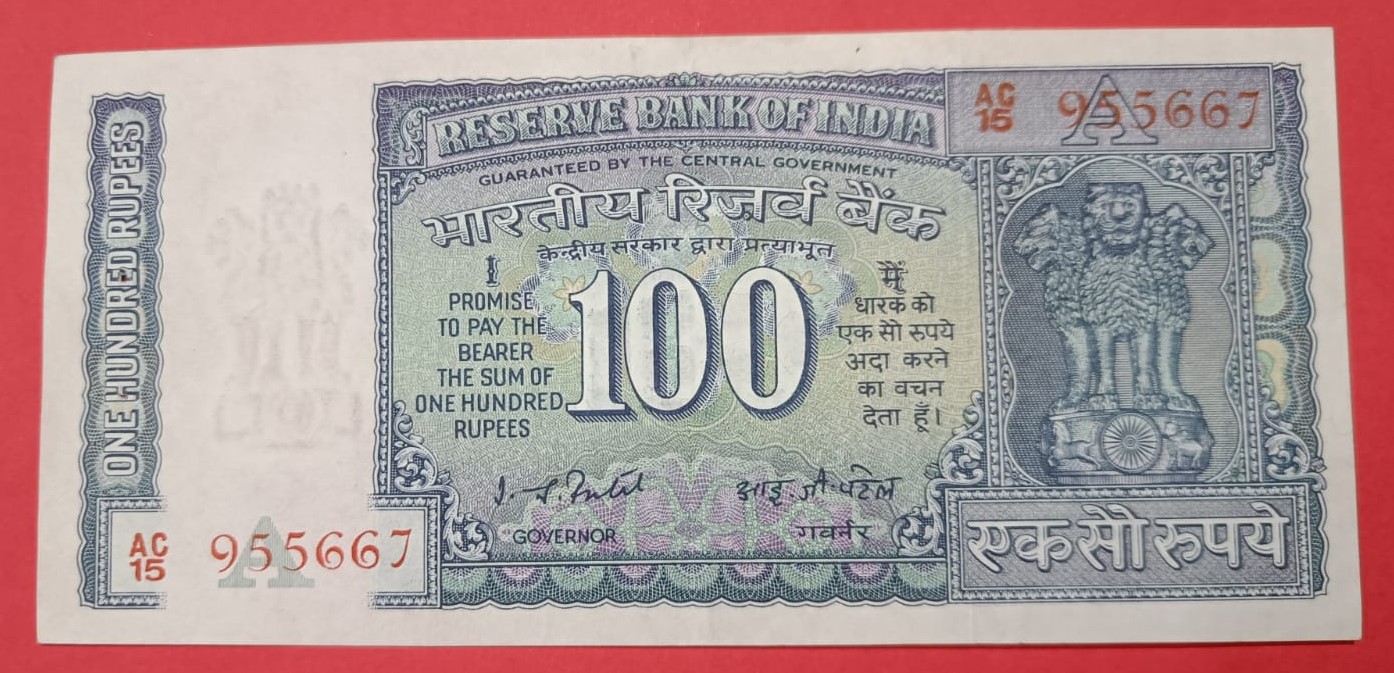 ONE HUNDRED RUPEES
RESERVE BANK OF INDIA
AC
15
A
955667
GUARANTEED BY THE CENTRAL GOVERNMENT
भारतीय रिज़र्व बैंक
केन्द्रीय सरकार द्वारा प्रत्याभूत
I
PROMISE
TO PAY THE
BEARER
THE SUM OF
ONE HUNDRED
RUPEES
100
मैं
धारक को
एक सौ रुपये
अदा करने
का वचन
देता हूँ।
आइ. जी. पटेल
GOVERNOR
गवर्नर
AC
15
A
955667
एक सौ रुपये